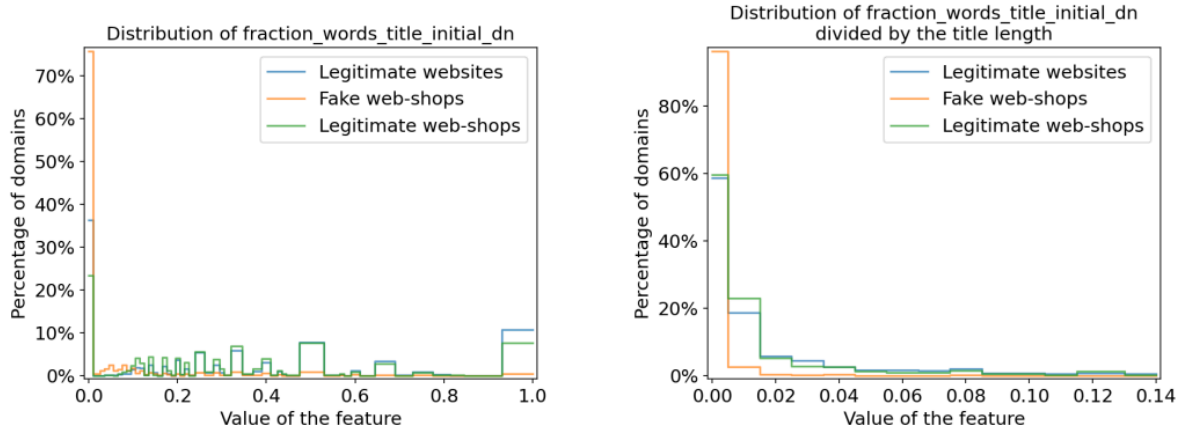 Distribution of fraction_words_title_initial_dn
Legitimate websites
Fake web-shops
Legitimate web-shops
Percentage of domains
70%
60%
50%
40%
30%
20%
10%
0%
0.0 0.2 0.4 0.6 0.8 1.0
Value of the feature
Distribution of fraction_words_title_initial_dn
divided by the title length
Legitimate websites
Fake web-shops
Legitimate web-shops
Percentage of domains
80%
60%
40%
20%
0%
0.00 0.02 0.04 0.06 0.08 0.10 0.12 0.14
Value of the feature